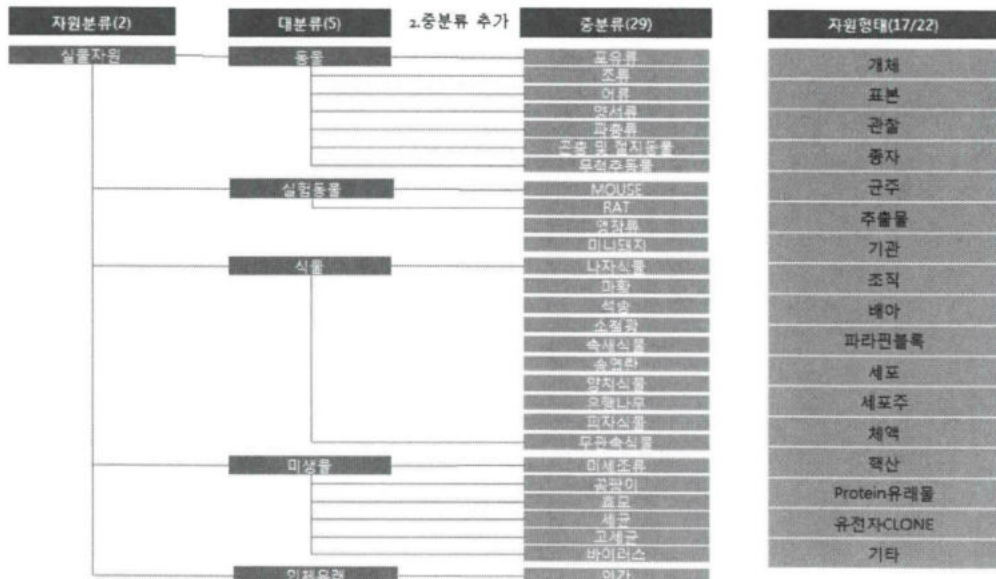 자원분류(2)
대분류(5)
2.중분류 추가
중분류(29)
자원형태(17/22)
실물자원
동물
포유류
조류
어류
양서류
파충류
곤충 및 절지동물
무척추동물
실험동물
MOUSE
RAT
영장류
미니돼지
식물
나자식물
마황
석송
소철강
속새식물
솔엽란
양치식물
은행나무
피자식물
무관속식물
미생물
미세조류
곰팡이
효모
세균
고세균
바이러스
인체유래
인간
개체
표본
관찰
종자
균주
추출물
기관
조직
배아
파라핀블록
세포
세포주
체액
핵산
Protein유래물
유전자CLONE
기타